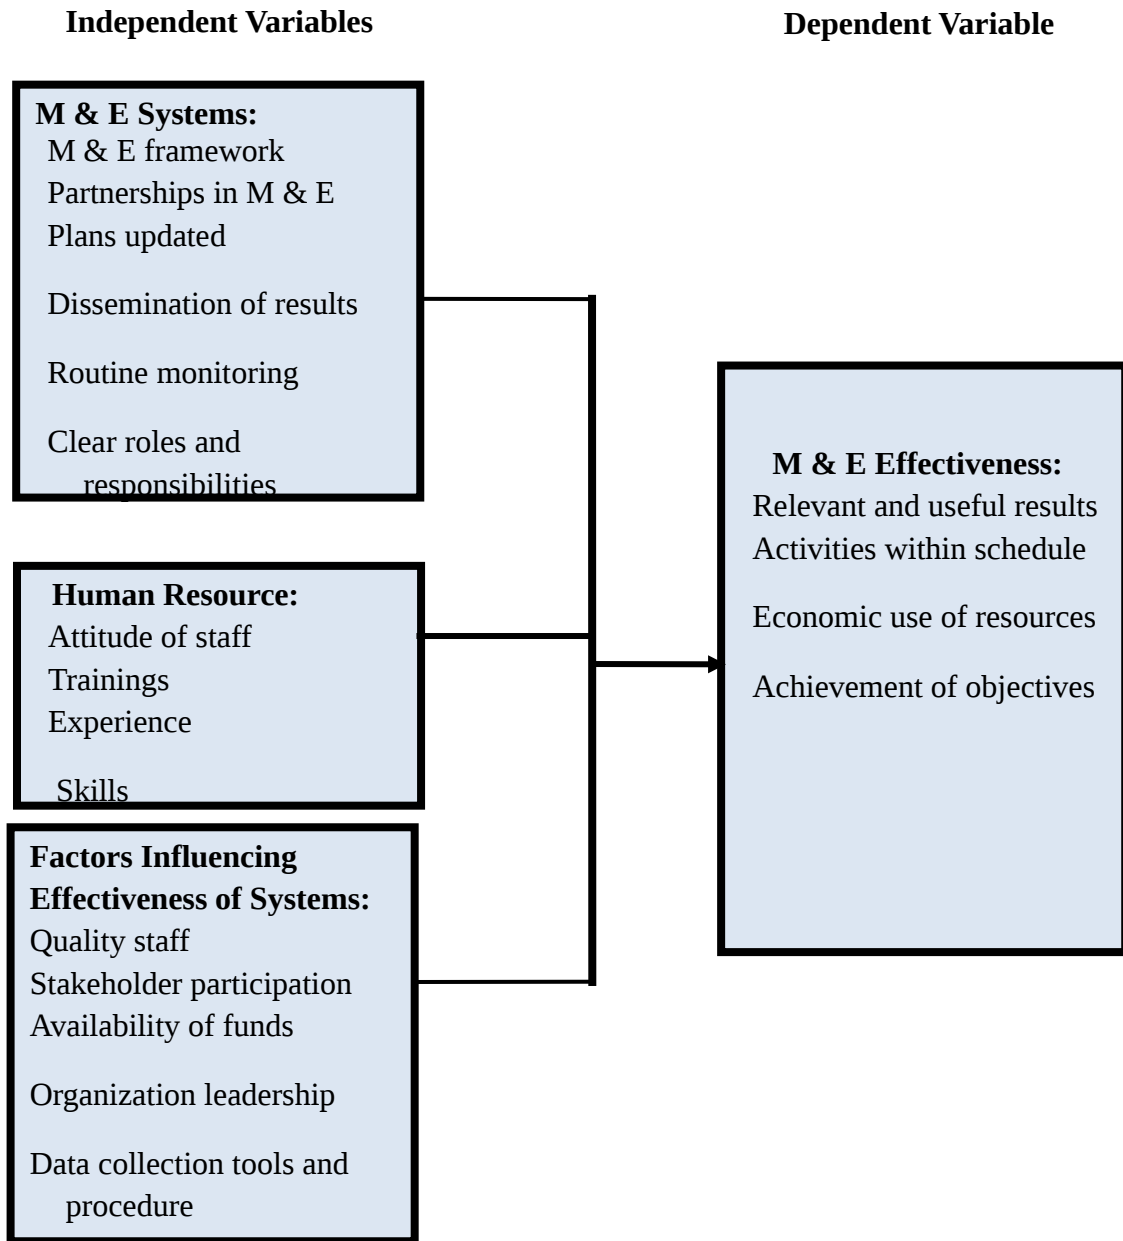 Independent Variables
Dependent Variable
M & E Systems:
M & E framework
Partnerships in M & E
Plans updated
Dissemination of results
Routine monitoring
Clear roles and
responsibilities
Human Resource:
Attitude of staff
Trainings
Experience
Skills
Factors Influencing
Effectiveness of Systems:
Quality staff
Stakeholder participation
Availability of funds
Organization leadership
Data collection tools and
procedure
M & E Effectiveness:
Relevant and useful results
Activities within schedule
Economic use of resources
Achievement of objectives